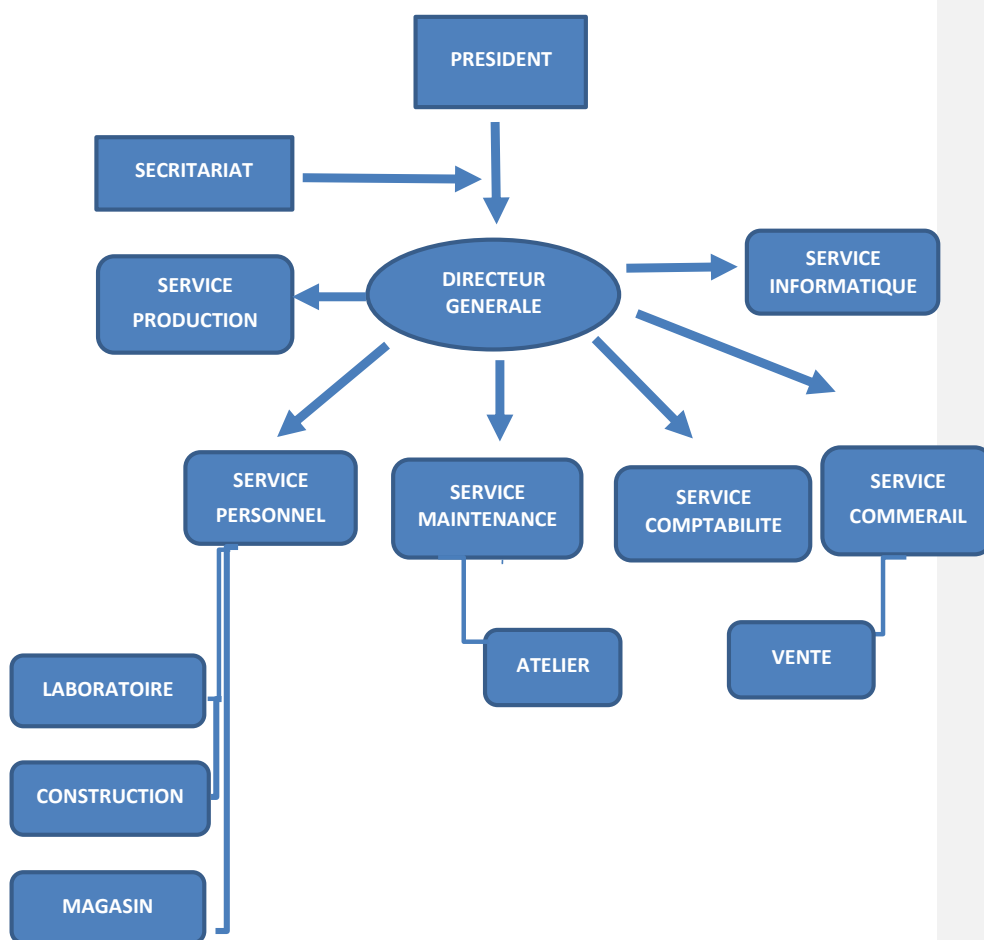 PRESIDENT
SECRITARIAT
DIRECTEUR
GENERALE
SERVICE
INFORMATIQUE
SERVICE
PRODUCTION
SERVICE
PERSONNEL
SERVICE
MAINTENANCE
SERVICE
COMPTABILITE
SERVICE
COMMERAIL
ATELIER
VENTE
LABORATOIRE
CONSTRUCTION
MAGASIN